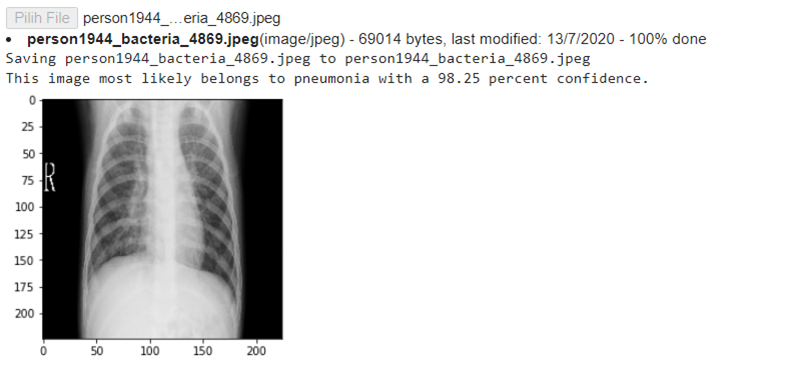 Pilih File person1944_...eria_4869.jpeg
• person1944_bacteria_4869.jpeg(image/jpeg) - 69014 bytes, last modified: 13/7/2020 - 100% done
Saving person1944_bacteria_4869.jpeg to person1944_bacteria_4869.jpeg
This image most likely belongs to pneumonia with a 98.25 percent confidence.
0
25
50
75
R
100
125
150
175
200
0 50 100 150 200